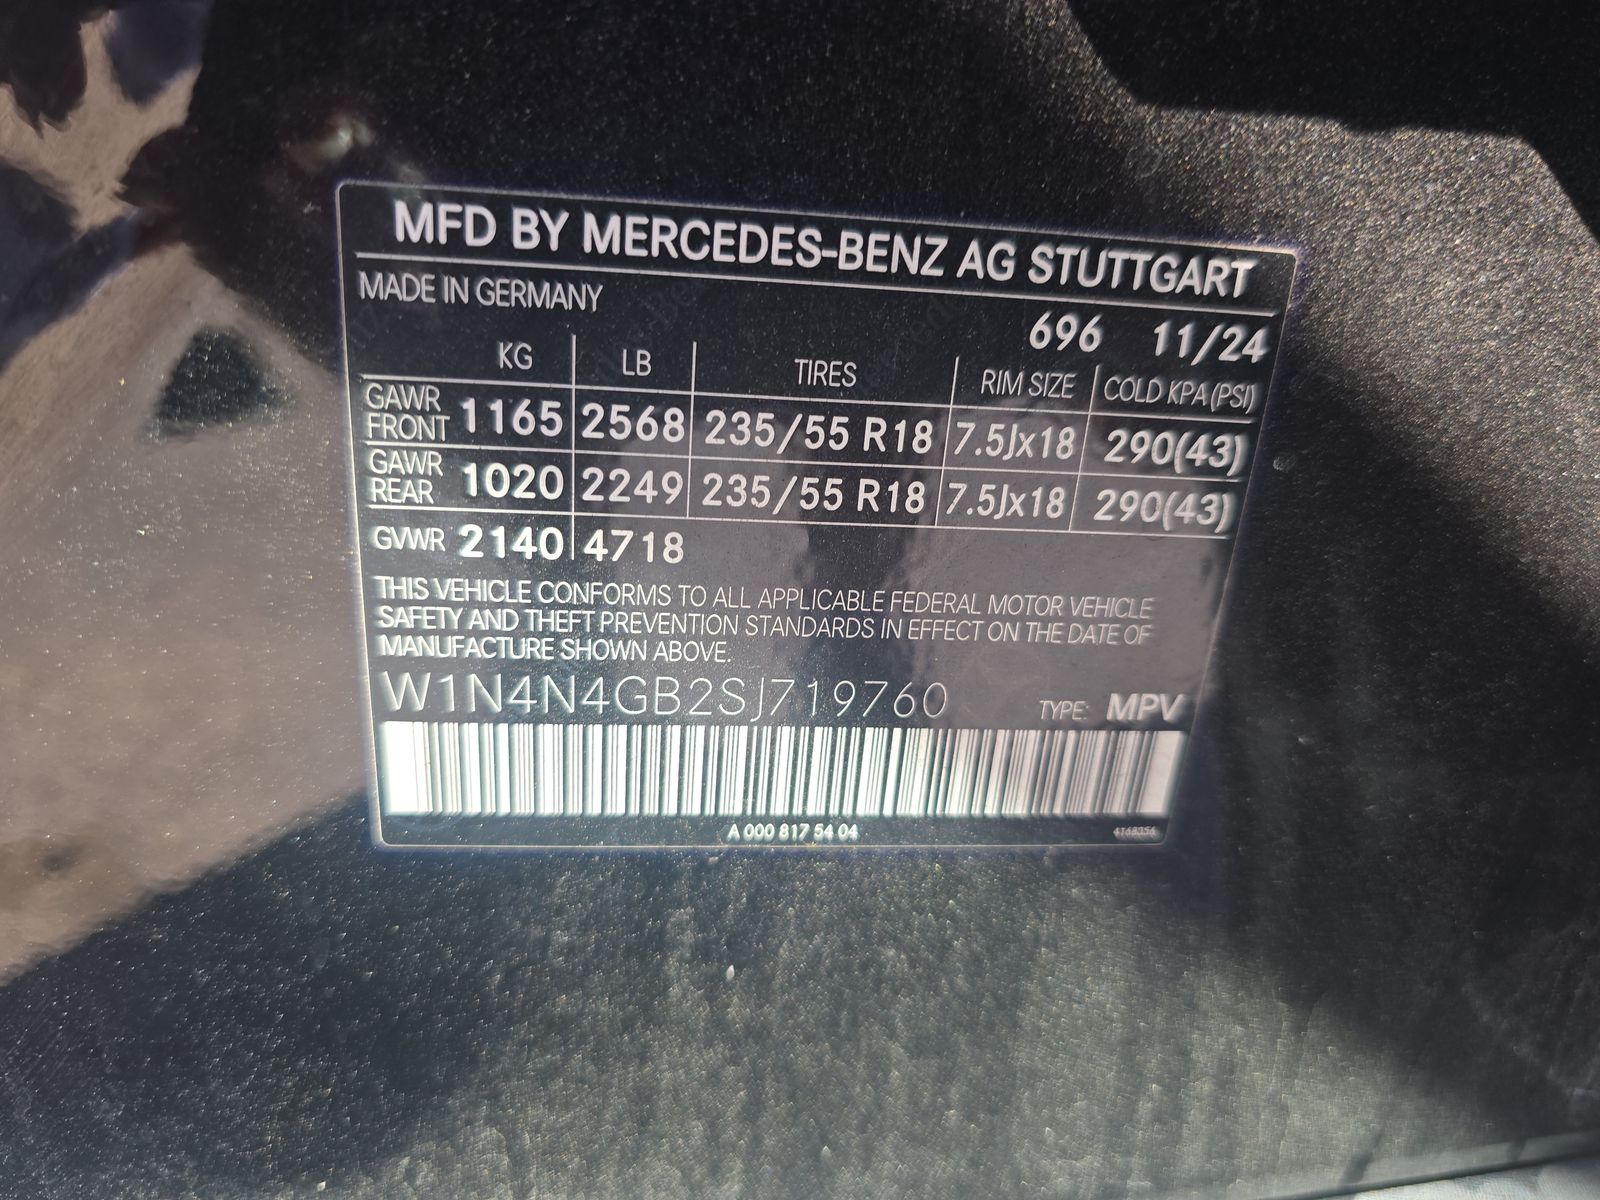 MFD BY MERCEDES-BENZ AG STUTTGART
MADE IN GERMANY
696 11/24
KG LB TIRES RIM SIZE COLD KPA (PSI)
GAWR FRONT 1165 2568 235/55 R18 7.5Jx18 290(43)
GAWR REAR 1020 2249 235/55 R18 7.5Jx18 290(43)
GVWR 2140 4718
THIS VEHICLE CONFORMS TO ALL APPLICABLE FEDERAL MOTOR VEHICLE
SAFETY AND THEFT PREVENTION STANDARDS IN EFFECT ON THE DATE OF
MANUFACTURE SHOWN ABOVE.
W1N4N4GB2SJ719760 TYPE: MPV
A 000 817 54 04